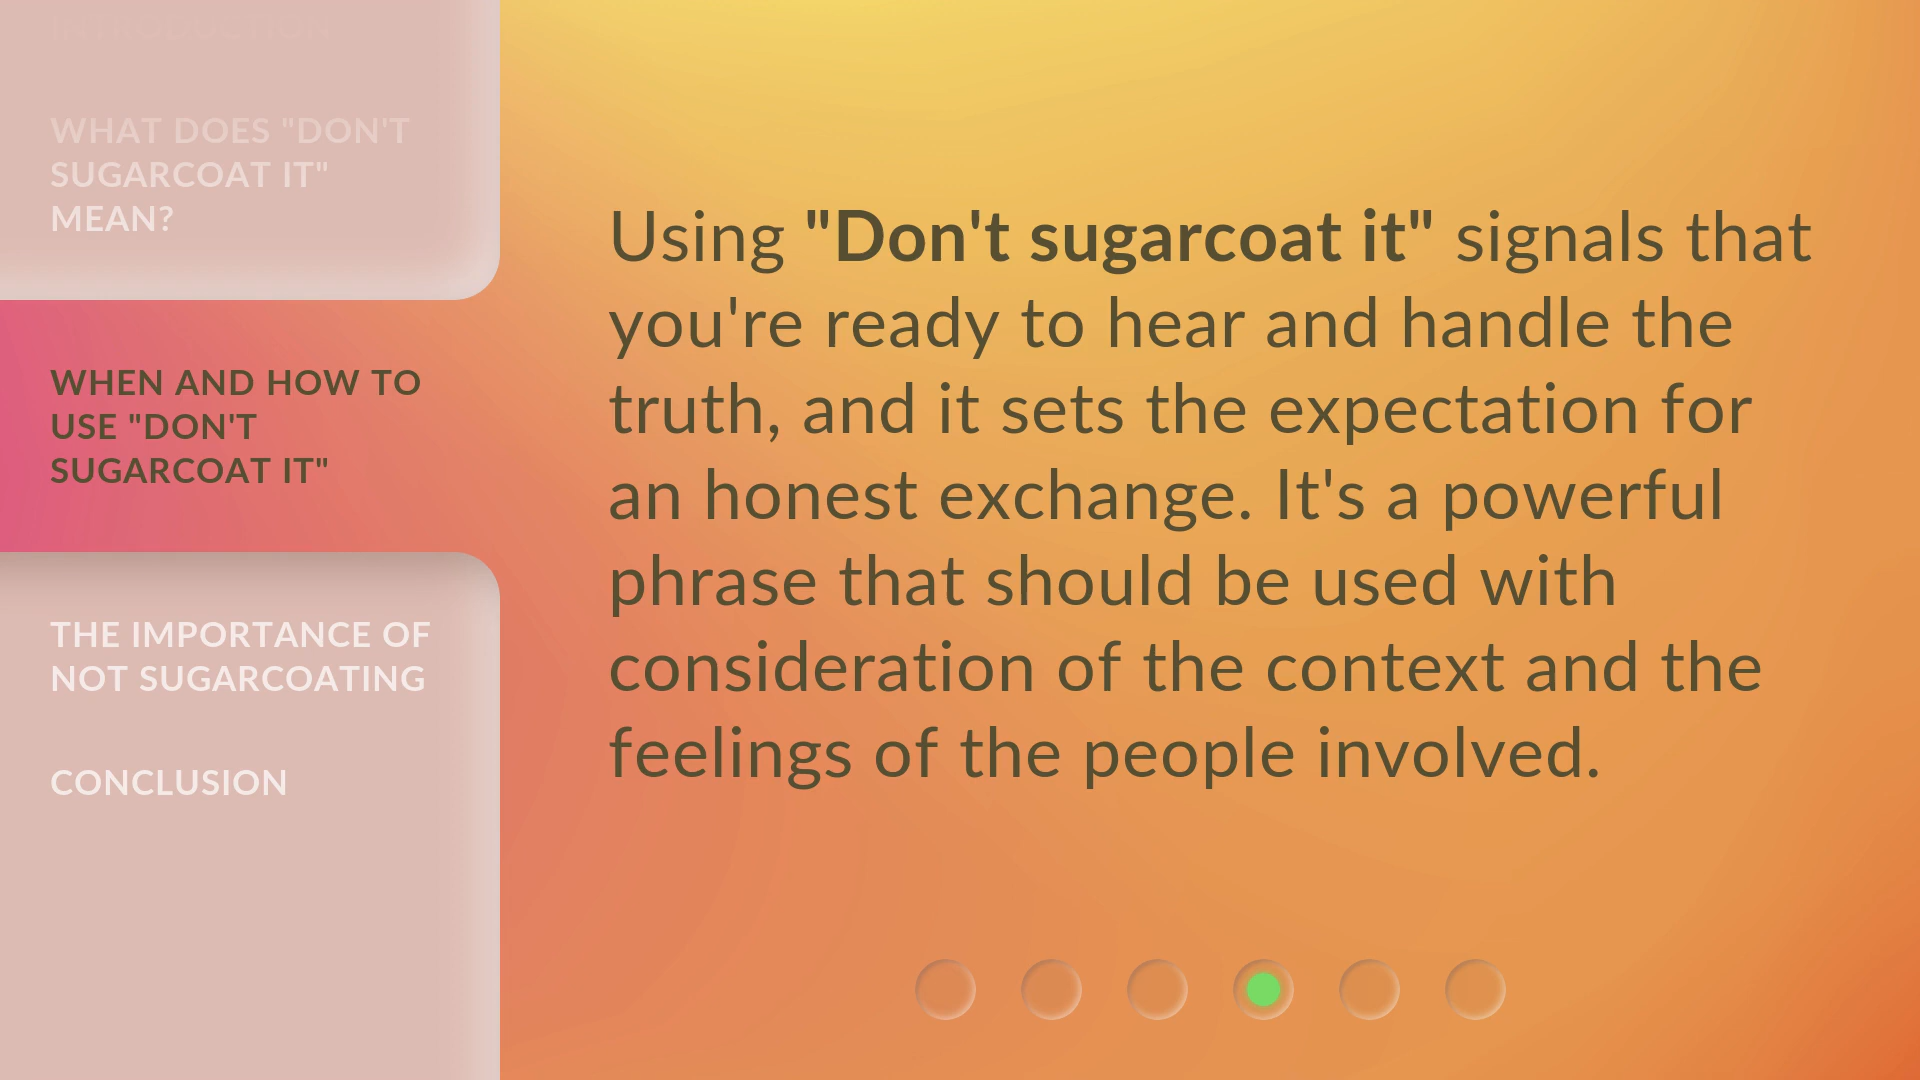 INTRODUCTION
WHAT DOES "DON'T
SUGARCOAT IT"
MEAN?
WHEN AND HOW TO
USE "DON'T
SUGARCOAT IT"
THE IMPORTANCE OF
NOT SUGARCOATING
CONCLUSION
Using "Don't sugarcoat it" signals that
you're ready to hear and handle the
truth, and it sets the expectation for
an honest exchange. It's a powerful
phrase that should be used with
consideration of the context and the
feelings of the people involved.